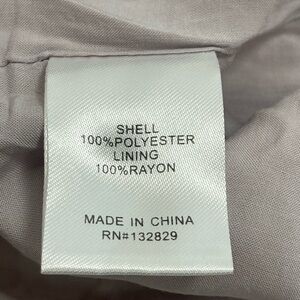 SHELL
100%POLYESTER
LINING
100%RAYON
MADE IN CHINA
RN#132829